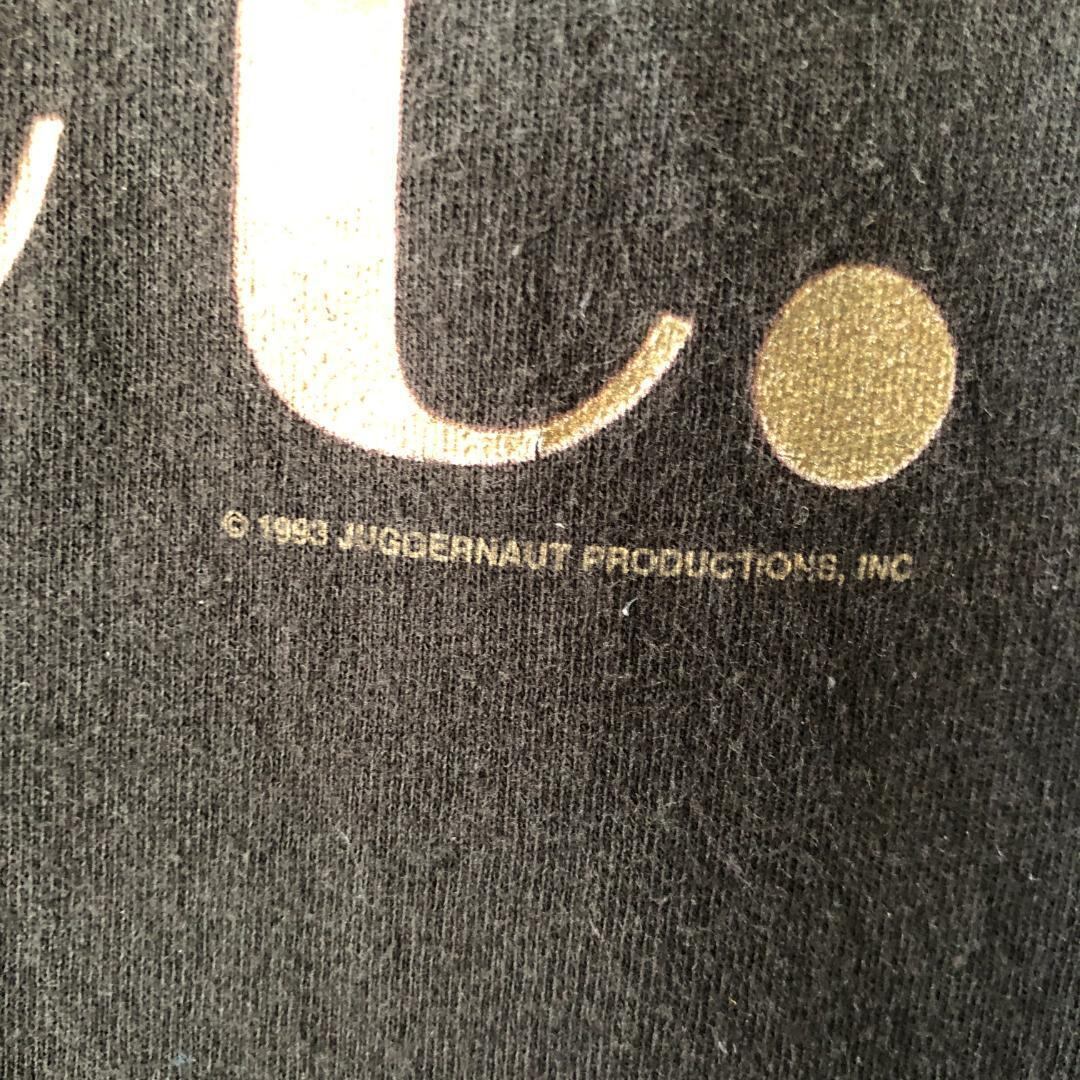 t.
© 1993 JUGGERNAUT PRODUCTIONS, INC